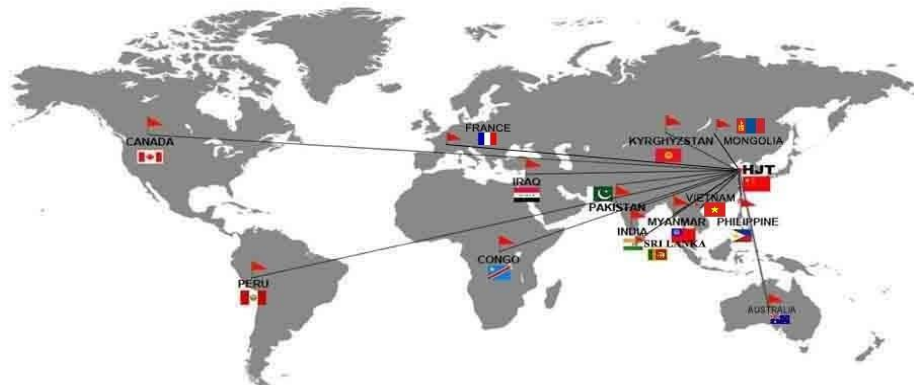 FRANCE
CANADA
KYRGHYZSTAN
MONGOLIA
HJT
IRAQ
PAKISTAN
VIETNAM
MYANMAR
PHILIPPINE
INDIA
SRI LANKA
CONGO
PERU
AUSTRALIA